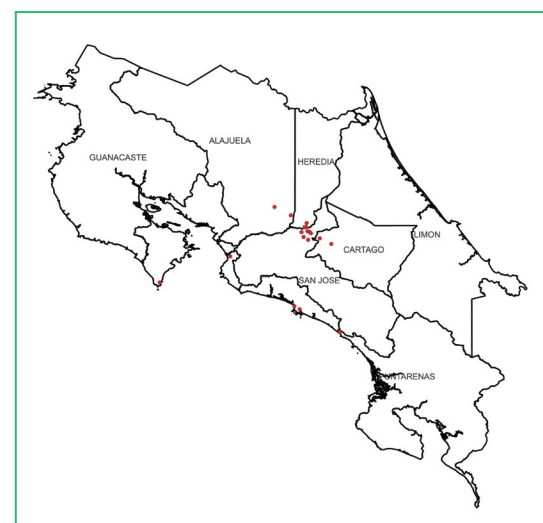 ALAJUELA
GUANACASTE
HEREDIA
LIMON
CARTAGO
SAN JOSE
PUNTARENAS